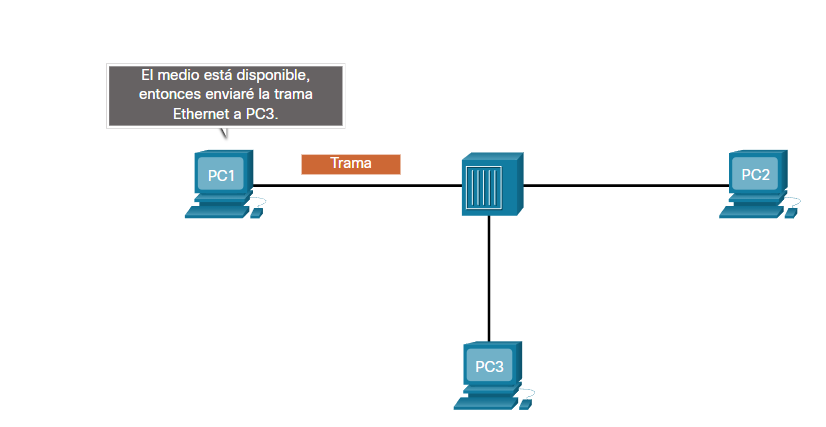 El medio está disponible,
entonces enviaré la trama
Ethernet a PC3.
Trama
PC1
PC2
PC3